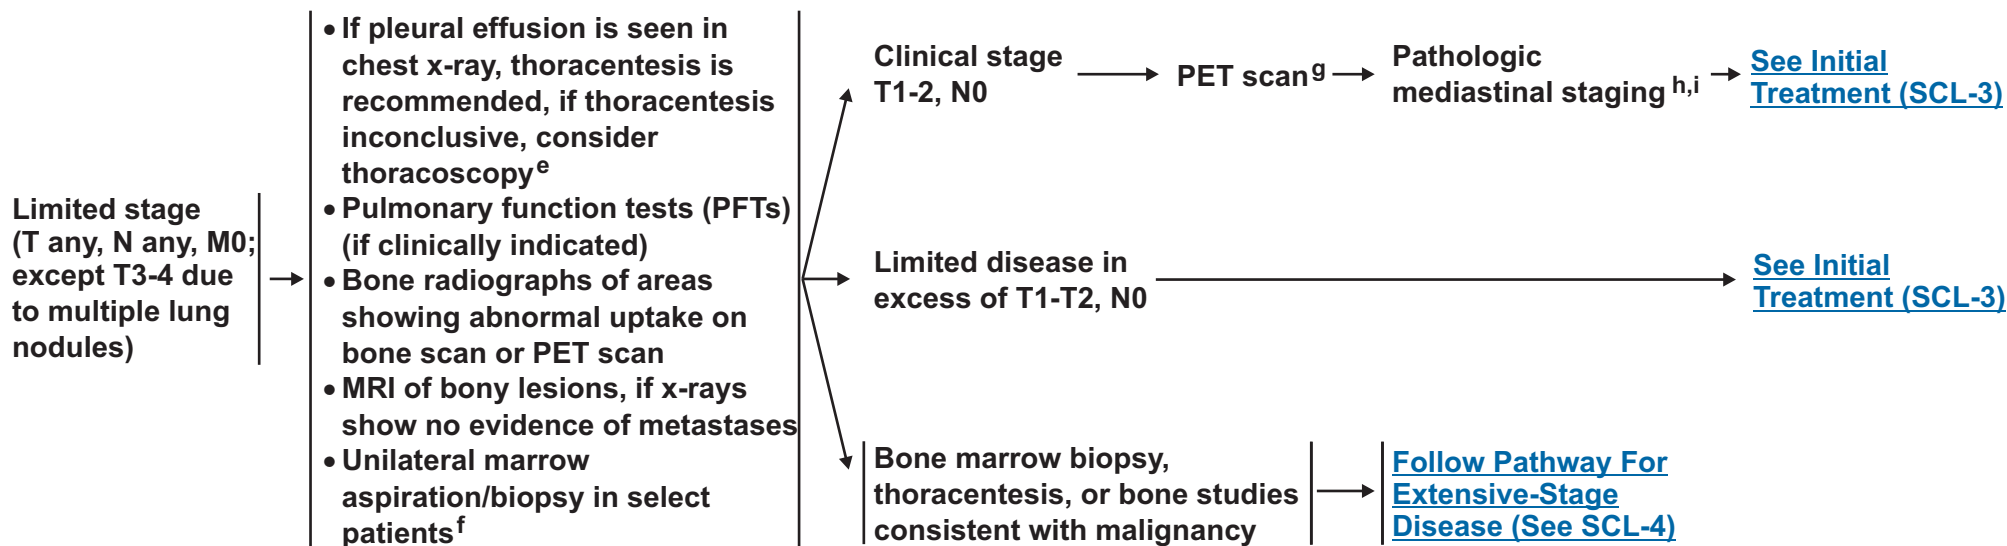 Limited stage
(T any, N any, M0;
except T3-4 due
to multiple lung
nodules)
• If pleural effusion is seen in
chest x-ray, thoracentesis is
recommended, if thoracentesis
inconclusive, consider
thoracoscopy e
• Pulmonary function tests (PFTs)
(if clinically indicated)
• Bone radiographs of areas
showing abnormal uptake on
bone scan or PET scan
• MRI of bony lesions, if x-rays
show no evidence of metastases
• Unilateral marrow
aspiration/biopsy in select
patients f
Clinical stage
T1-2, N0
PET scan g
Pathologic
mediastinal staging h,i
See Initial
Treatment (SCL-3)
Limited disease in
excess of T1-T2, N0
See Initial
Treatment (SCL-3)
Bone marrow biopsy,
thoracentesis, or bone studies
consistent with malignancy
Follow Pathway For
Extensive-Stage
Disease (See SCL-4)